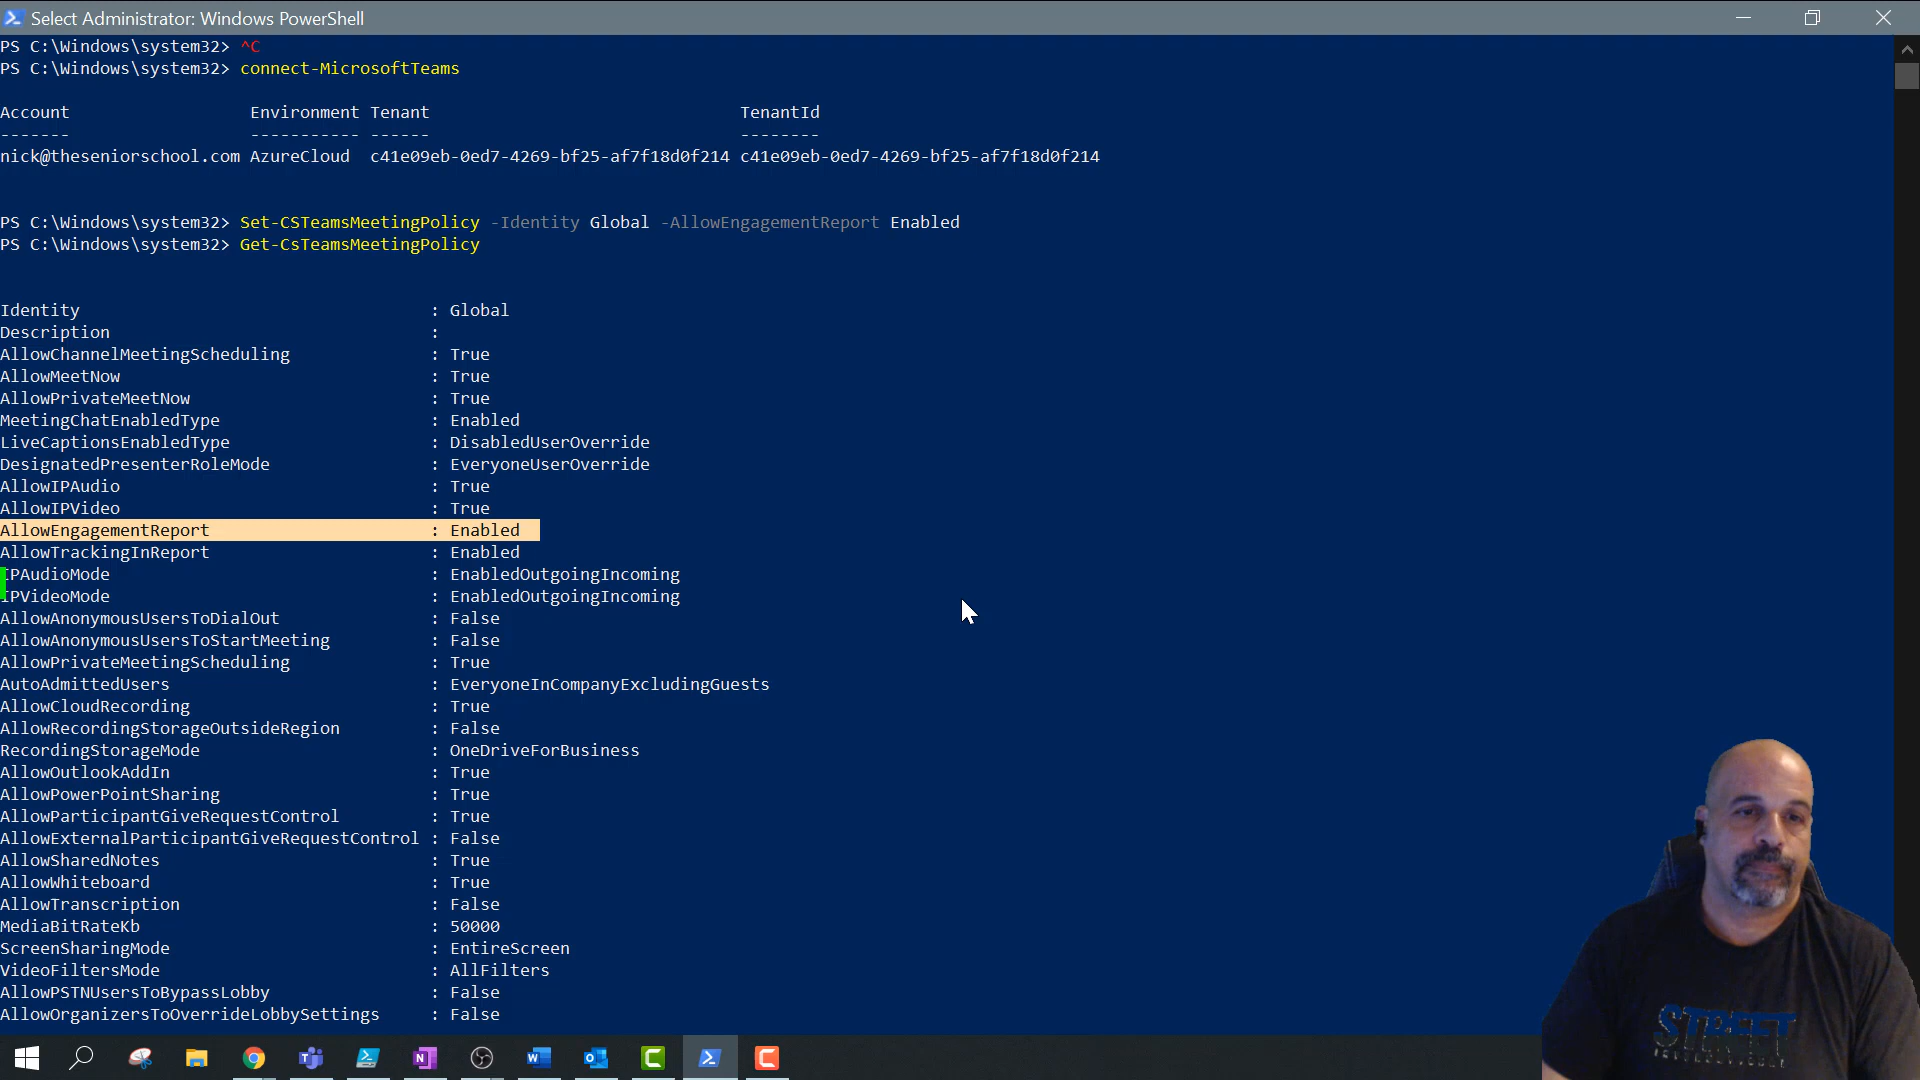 Select Administrator: Windows PowerShell
PS C:\Windows\system32> ^C
PS C:\Windows\system32> connect-MicrosoftTeams
Account Environment Tenant TenantId
------- ----------- ------ --------
nick@theseniorschool.com AzureCloud c41e09eb-0ed7-4269-bf25-af7f18d0f214 c41e09eb-0ed7-4269-bf25-af7f18d0f214
PS C:\Windows\system32> Set-CSTeamsMeetingPolicy -Identity Global -AllowEngagementReport Enabled
PS C:\Windows\system32> Get-CsTeamsMeetingPolicy
Identity : Global
Description :
AllowChannelMeetingScheduling : True
AllowMeetNow : True
AllowPrivateMeetNow : True
MeetingChatEnabledType : Enabled
LiveCaptionsEnabledType : DisabledUserOverride
DesignatedPresenterRoleMode : EveryoneUserOverride
AllowIPAudio : True
AllowIPVideo : True
AllowEngagementReport : Enabled
AllowTrackingInReport : Enabled
IPAudioMode : EnabledOutgoingIncoming
IPVideoMode : EnabledOutgoingIncoming
AllowAnonymousUsersToDialOut : False
AllowAnonymousUsersToStartMeeting : False
AllowPrivateMeetingScheduling : True
AutoAdmittedUsers : EveryoneInCompanyExcludingGuests
AllowCloudRecording : True
AllowRecordingStorageOutsideRegion : False
RecordingStorageMode : OneDriveForBusiness
AllowOutlookAddIn : True
AllowPowerPointSharing : True
AllowParticipantGiveRequestControl : True
AllowExternalParticipantGiveRequestControl : False
AllowSharedNotes : True
AllowWhiteboard : True
AllowTranscription : False
MediaBitRateKb : 50000
ScreenSharingMode : EntireScreen
VideoFiltersMode : AllFilters
AllowPSTNUsersToBypassLobby : False
AllowOrganizersToOverrideLobbySettings : False
STREET